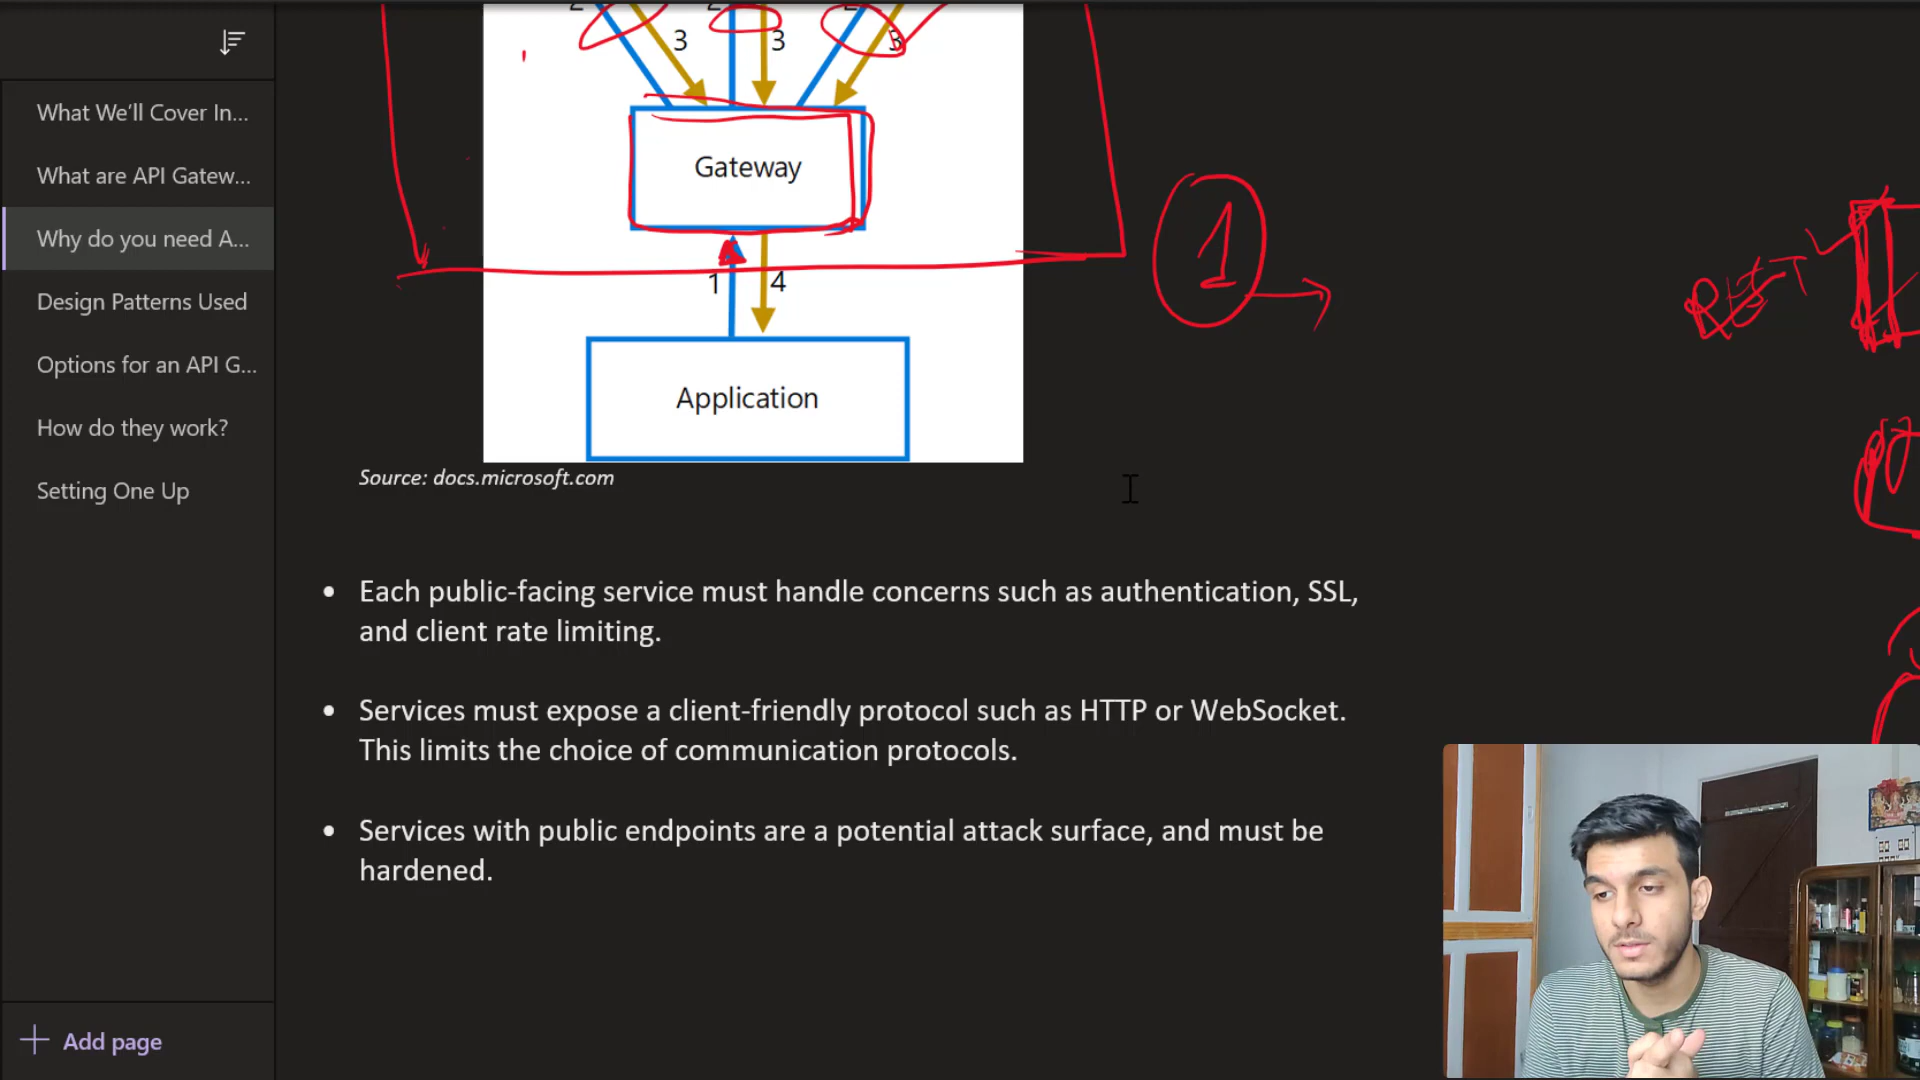 What We'll Cover In...
What are API Gatew...
Why do you need A...
Design Patterns Used
Options for an API G...
How do they work?
Setting One Up
Add page
3
3
3
Gateway
1
4
Application
Source: docs.microsoft.com
1
REST
• Each public-facing service must handle concerns such as authentication, SSL,
and client rate limiting.
• Services must expose a client-friendly protocol such as HTTP or WebSocket.
This limits the choice of communication protocols.
• Services with public endpoints are a potential attack surface, and must be
hardened.